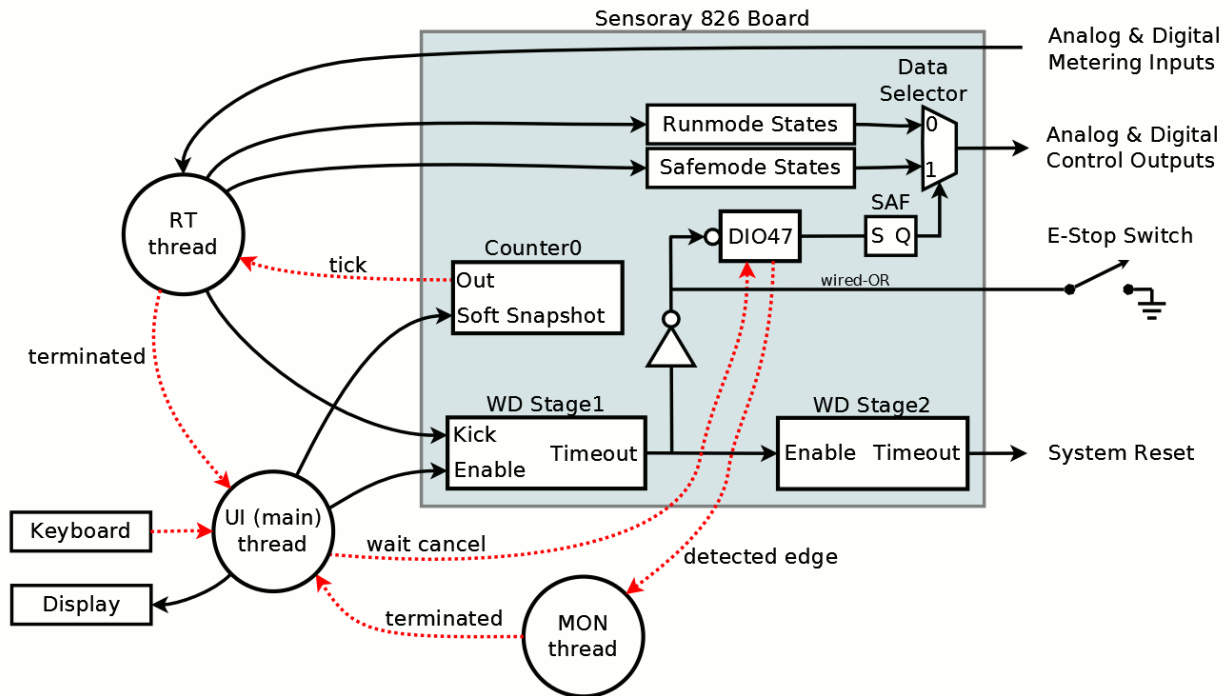 Sensoray 826 Board
Analog & Digital
Metering Inputs
Data
Selector
Runmode States
0
Analog & Digital
Control Outputs
Safemode States
1
SAF
RT
thread
DIO47
S Q
E-Stop Switch
Counter0
tick
Out
wired-OR
Soft Snapshot
terminated
WD Stage1
WD Stage2
Kick
Timeout
Enable
Enable
Timeout
System Reset
Keyboard
UI (main)
thread
wait cancel
detected edge
Display
terminated
MON
thread